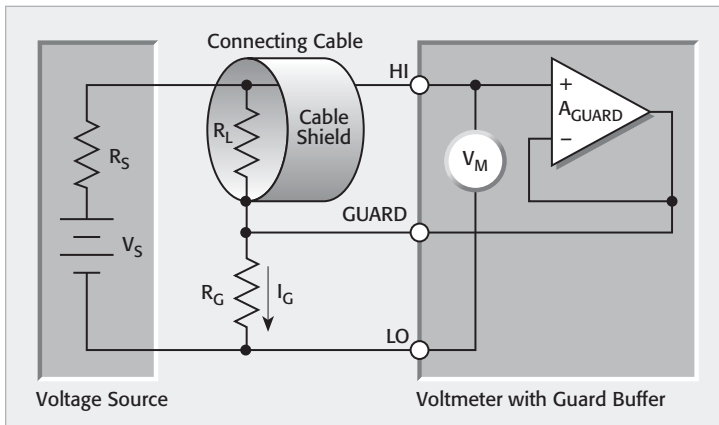 Connecting Cable
HI
+
A_GUARD
−
Cable
Shield
R_L
R_S
V_M
GUARD
V_S
R_G
I_G
LO
Voltage Source
Voltmeter with Guard Buffer